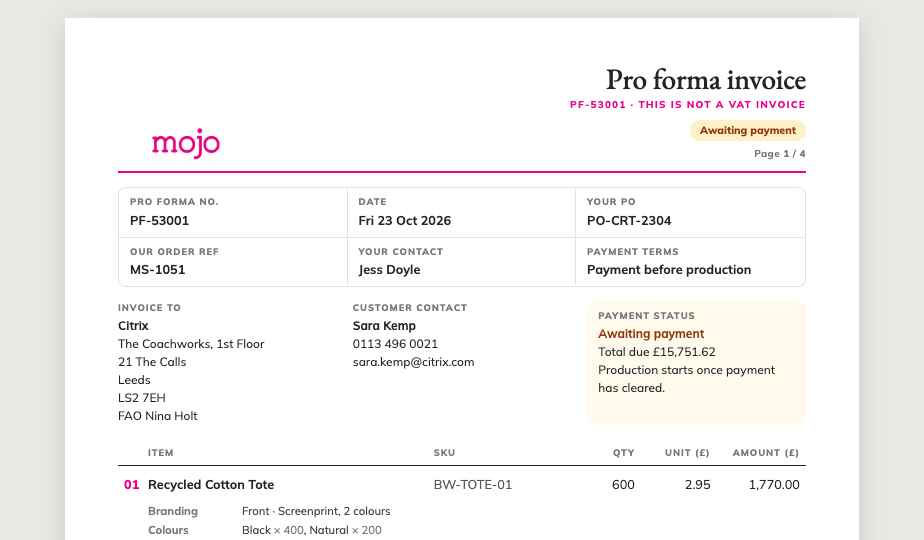 Pro forma invoice
PF-53001 · THIS IS NOT A VAT INVOICE
Awaiting payment
mojo
Page 1 / 4
PRO FORMA NO.
PF-53001
DATE
Fri 23 Oct 2026
YOUR PO
PO-CRT-2304
OUR ORDER REF
MS-1051
YOUR CONTACT
Jess Doyle
PAYMENT TERMS
Payment before production
INVOICE TO
Citrix
The Coachworks, 1st Floor
21 The Calls
Leeds
LS2 7EH
FAO Nina Holt
CUSTOMER CONTACT
Sara Kemp
0113 496 0021
sara.kemp@citrix.com
PAYMENT STATUS
Awaiting payment
Total due £15,751.62
Production starts once payment
has cleared.
ITEM SKU QTY UNIT (£) AMOUNT (£)
01 Recycled Cotton Tote BW-TOTE-01 600 2.95 1,770.00
Branding Front · Screenprint, 2 colours
Colours Black × 400, Natural × 200